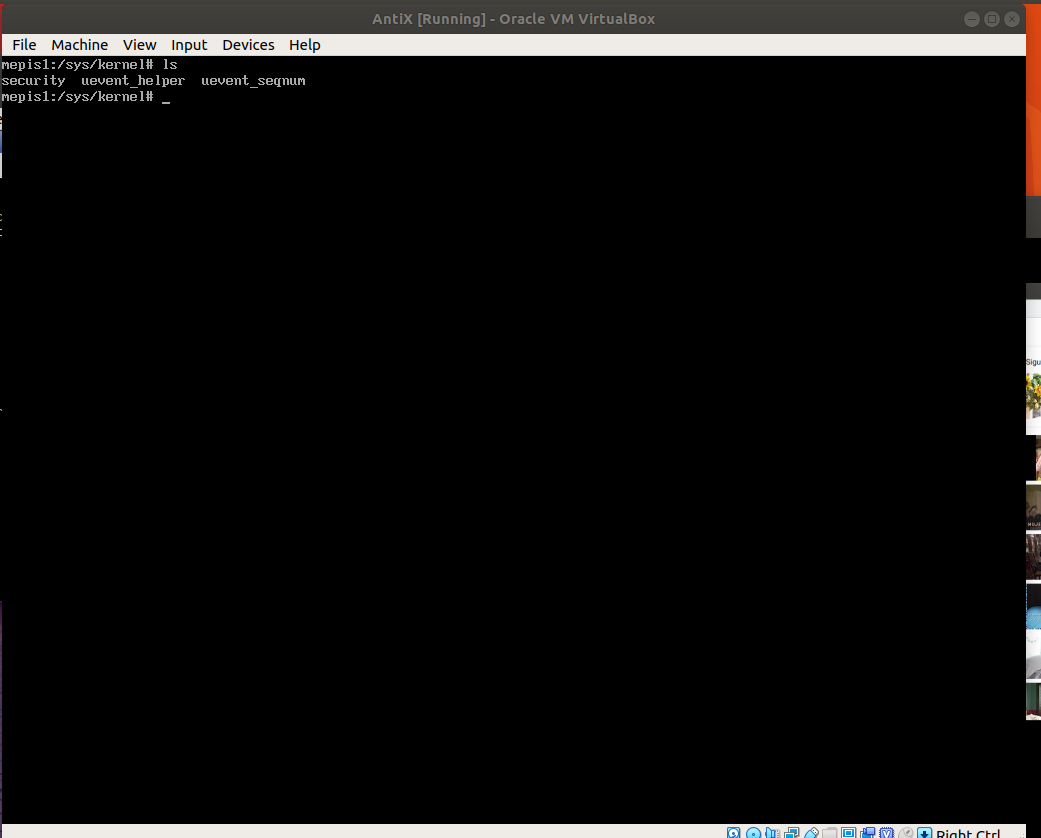 AntiX [Running] - Oracle VM VirtualBox
File Machine View Input Devices Help
mepis1:/sys/kernel# ls
security uevent_helper uevent_seqnum
mepis1:/sys/kernel# _
Sigu
Right Ctrl